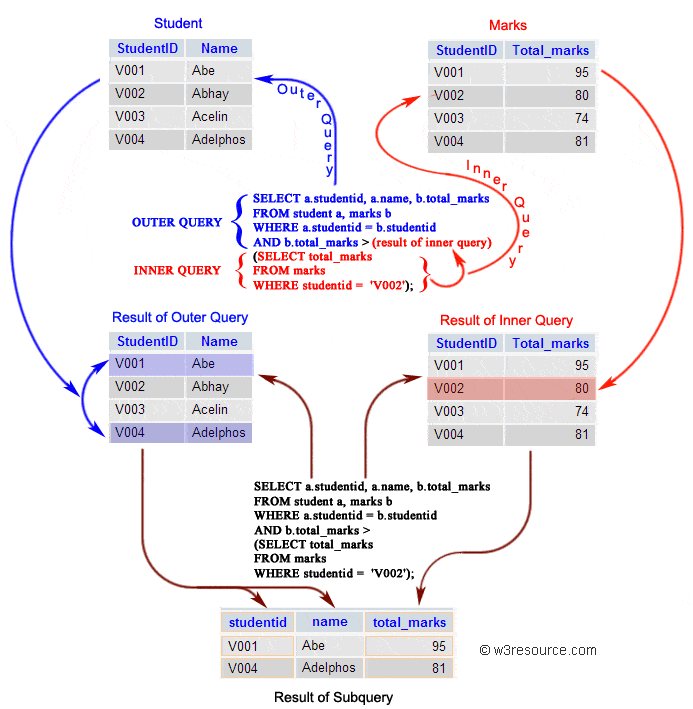 Student
StudentID Name
V001 Abe
V002 Abhay
V003 Acelin
V004 Adelphos
Marks
StudentID Total_marks
V001 95
V002 80
V003 74
V004 81
Outer Query
Inner Query
OUTER QUERY
SELECT a.studentid, a.name, b.total_marks
FROM student a, marks b
WHERE a.studentid = b.studentid
AND b.total_marks > (result of inner query)
INNER QUERY
(SELECT total_marks
FROM marks
WHERE studentid = 'V002');
Result of Outer Query
StudentID Name
V001 Abe
V002 Abhay
V003 Acelin
V004 Adelphos
Result of Inner Query
StudentID Total_marks
V001 95
V002 80
V003 74
V004 81
SELECT a.studentid, a.name, b.total_marks
FROM student a, marks b
WHERE a.studentid = b.studentid
AND b.total_marks >
(SELECT total_marks
FROM marks
WHERE studentid = 'V002');
studentid name total_marks
V001 Abe 95
V004 Adelphos 81
© w3resource.com
Result of Subquery